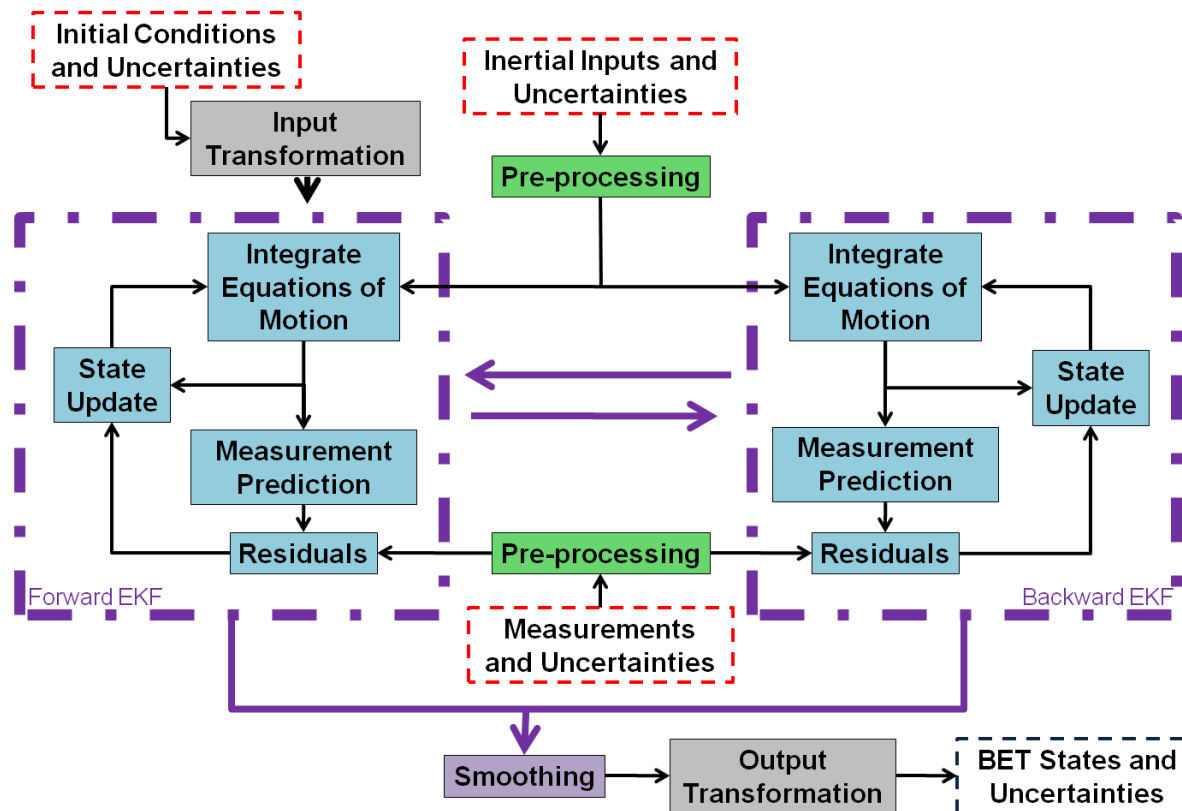 Initial Conditions
and Uncertainties
Inertial Inputs and
Uncertainties
Input
Transformation
Pre-processing
Integrate
Equations of
Motion
Integrate
Equations of
Motion
State
Update
State
Update
Measurement
Prediction
Measurement
Prediction
Residuals
Pre-processing
Residuals
Forward EKF
Backward EKF
Measurements
and Uncertainties
Smoothing
Output
Transformation
BET States and
Uncertainties